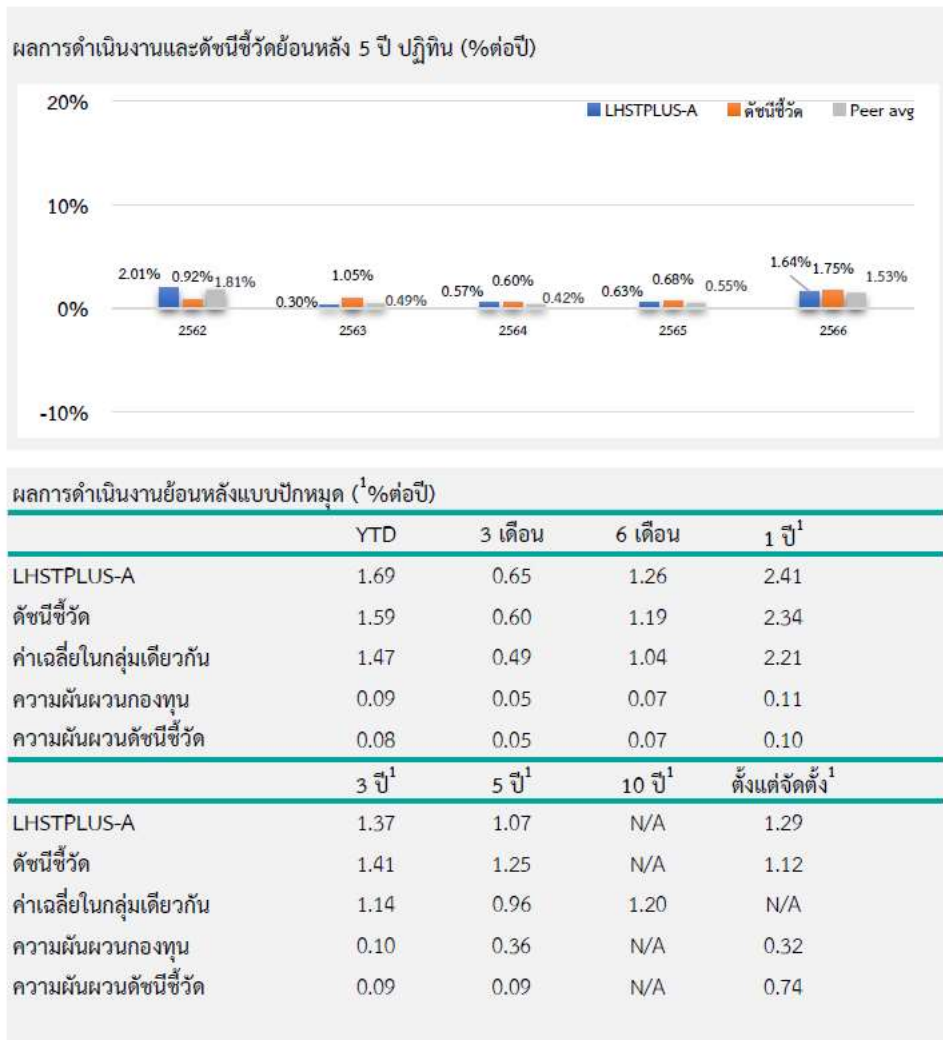 ผลการดำเนินงานและดัชนีชี้วัดย้อนหลัง 5 ปี ปฏิทิน (%ต่อปี)
20%
LHSTPLUS-A ดัชนีชี้วัด Peer avg
10%
2.01% 0.92% 1.81% 0.30% 1.05% 0.49% 0.57% 0.60% 0.42% 0.63% 0.68% 0.55% 1.64% 1.75% 1.53%
0%
2562 2563 2564 2565 2566
-10%
ผลการดำเนินงานย้อนหลังแบบปักหมุด (¹%ต่อปี)
YTD 3 เดือน 6 เดือน 1 ปี¹
LHSTPLUS-A 1.69 0.65 1.26 2.41
ดัชนีชี้วัด 1.59 0.60 1.19 2.34
ค่าเฉลี่ยในกลุ่มเดียวกัน 1.47 0.49 1.04 2.21
ความผันผวนกองทุน 0.09 0.05 0.07 0.11
ความผันผวนดัชนีชี้วัด 0.08 0.05 0.07 0.10
3 ปี¹ 5 ปี¹ 10 ปี¹ ตั้งแต่จัดตั้ง¹
LHSTPLUS-A 1.37 1.07 N/A 1.29
ดัชนีชี้วัด 1.41 1.25 N/A 1.12
ค่าเฉลี่ยในกลุ่มเดียวกัน 1.14 0.96 1.20 N/A
ความผันผวนกองทุน 0.10 0.36 N/A 0.32
ความผันผวนดัชนีชี้วัด 0.09 0.09 N/A 0.74